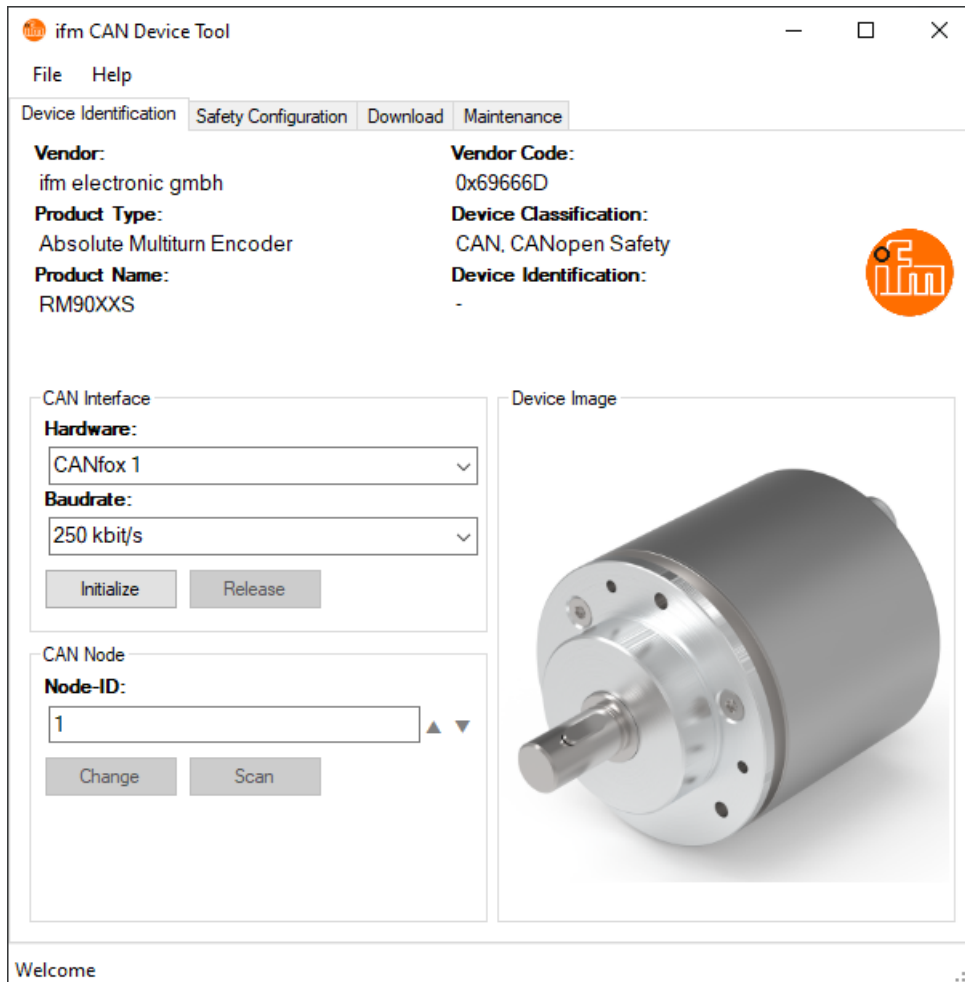 ifm CAN Device Tool
File Help
Device Identification Safety Configuration Download Maintenance
Vendor: Vendor Code:
ifm electronic gmbh 0x69666D
Product Type: Device Classification:
Absolute Multiturn Encoder CAN, CANopen Safety
Product Name: Device Identification:
RM90XXS -
ifm
CAN Interface
Hardware:
CANfox 1
Baudrate:
250 kbit/s
Initialize Release
CAN Node
Node-ID:
1
Change Scan
Device Image
Welcome